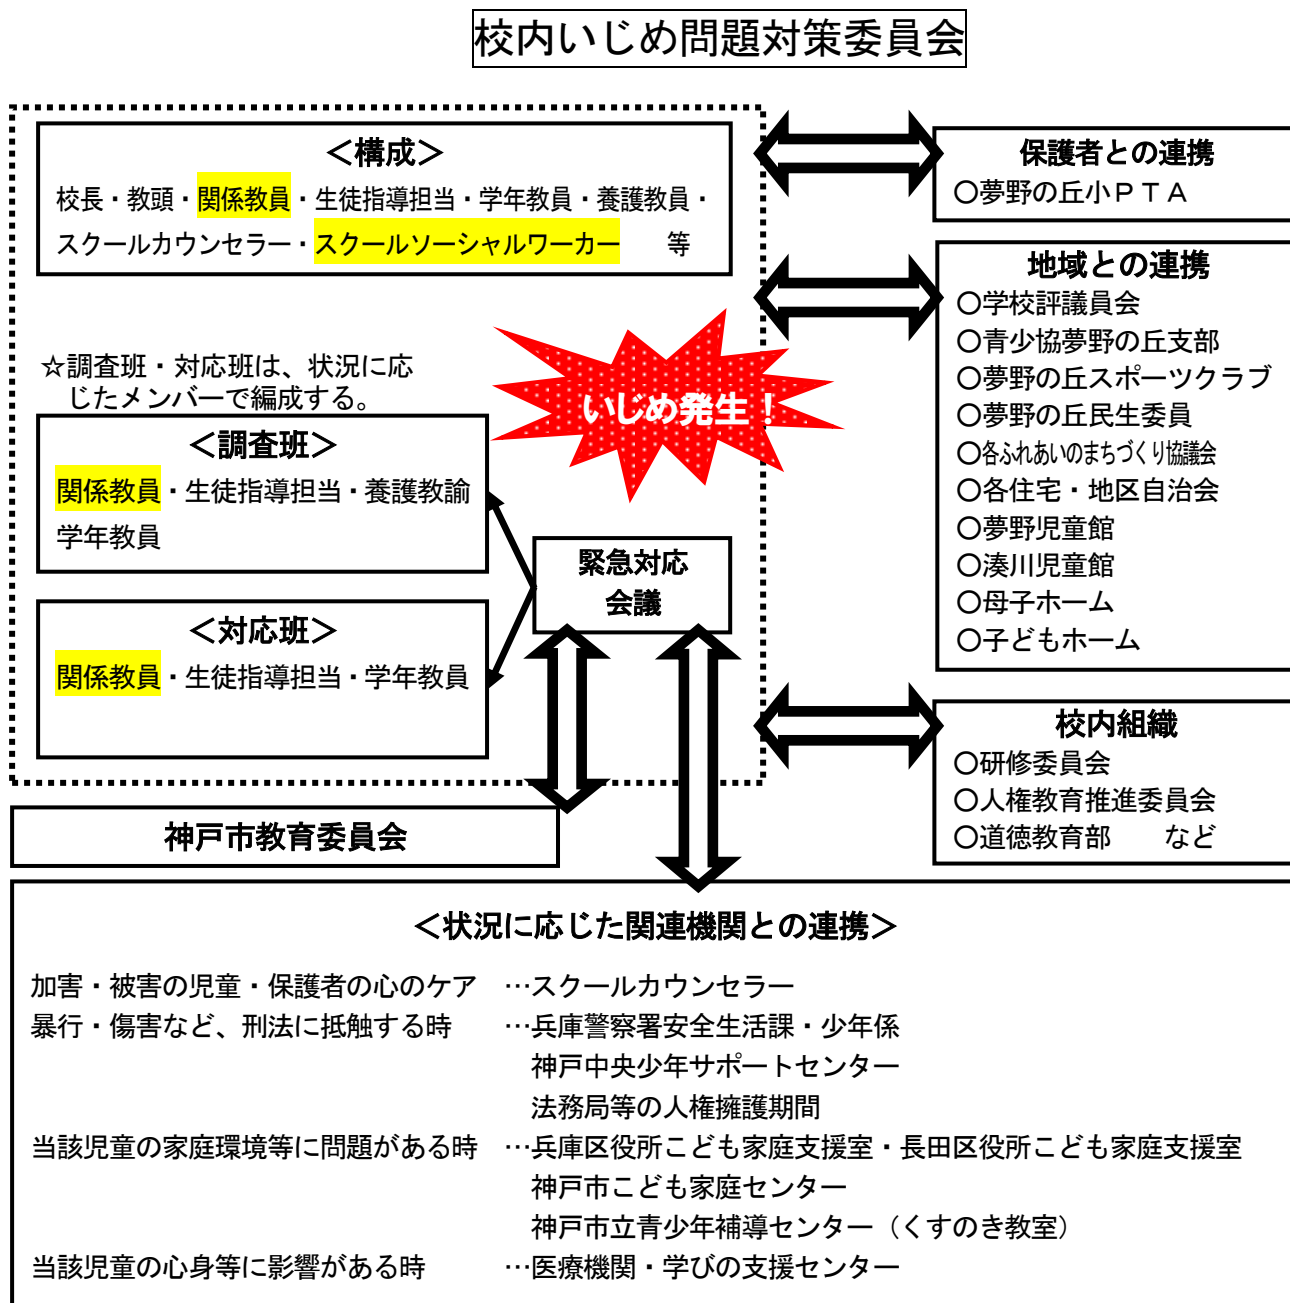 校内いじめ問題対策委員会
＜構成＞
校長・教頭・関係教員・生徒指導担当・学年教員・養護教員・
スクールカウンセラー・スクールソーシャルワーカー　等
☆調査班・対応班は、状況に応
じたメンバーで編成する。
いじめ発生！
＜調査班＞
関係教員・生徒指導担当・養護教諭
学年教員
緊急対応
会議
＜対応班＞
関係教員・生徒指導担当・学年教員
保護者との連携
〇夢野の丘小ＰＴＡ
地域との連携
〇学校評議員会
〇青少協夢野の丘支部
〇夢野の丘スポーツクラブ
〇夢野の丘民生委員
〇各ふれあいのまちづくり協議会
〇各住宅・地区自治会
〇夢野児童館
〇湊川児童館
〇母子ホーム
〇子どもホーム
校内組織
〇研修委員会
〇人権教育推進委員会
〇道徳教育部　　など
神戸市教育委員会
＜状況に応じた関連機関との連携＞
加害・被害の児童・保護者の心のケア　…スクールカウンセラー
暴行・傷害など、刑法に抵触する時　…兵庫警察署安全生活課・少年係
神戸中央少年サポートセンター
法務局等の人権擁護期間
当該児童の家庭環境等に問題がある時　…兵庫区役所こども家庭支援室・長田区役所こども家庭支援室
神戸市こども家庭センター
神戸市立青少年補導センター（くすのき教室）
当該児童の心身等に影響がある時　…医療機関・学びの支援センター